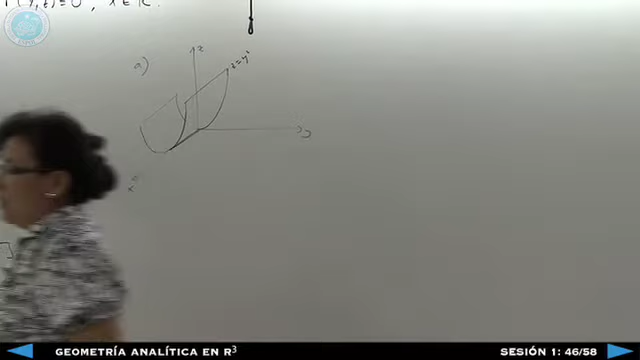 F(y,z)=0, x∈R.
a)
z
z=y²
y
x
GEOMETRÍA ANALÍTICA EN R³
SESIÓN 1: 46/58